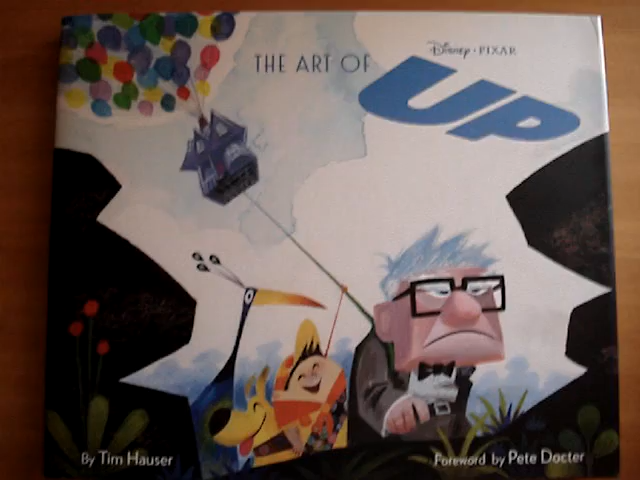 Disney · PIXAR
THE ART OF UP
By Tim Hauser
Foreword by Pete Docter